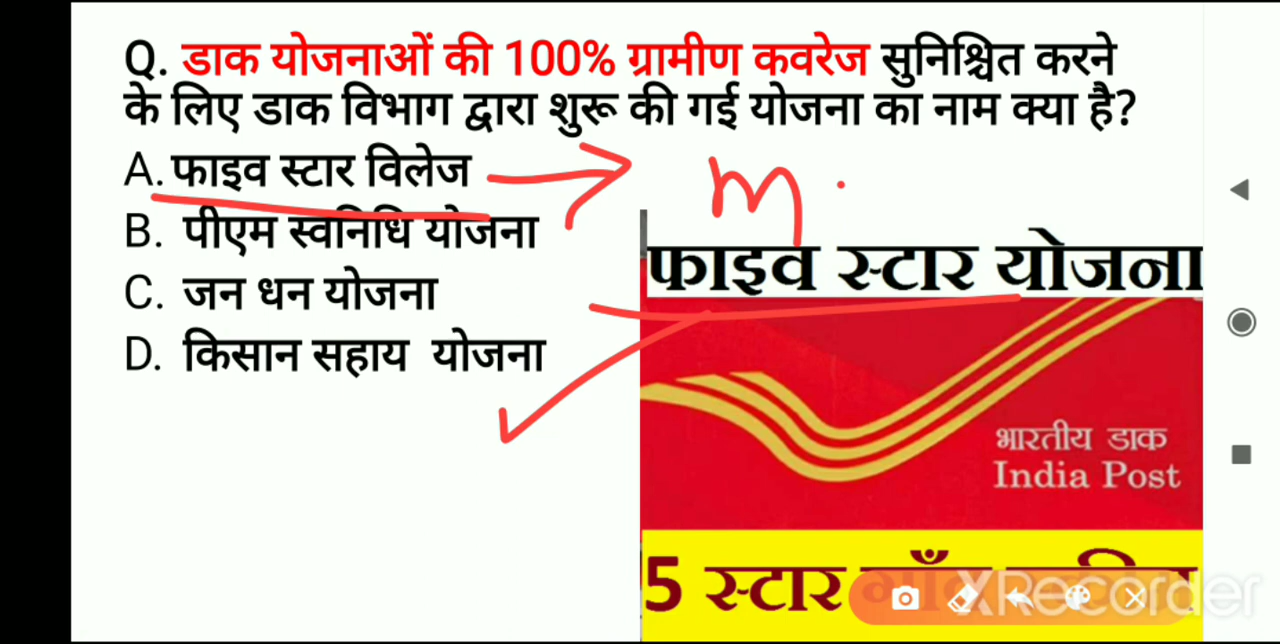 Q. डाक योजनाओं की 100% ग्रामीण कवरेज सुनिश्चित करने
के लिए डाक विभाग द्वारा शुरू की गई योजना का नाम क्या है?
A. फाइव स्टार विलेज
B. पीएम स्वनिधि योजना
C. जन धन योजना
D. किसान सहाय योजना
m
फाइव स्टार योजना
भारतीय डाक
India Post
5 स्टार गाँव
XRecorder